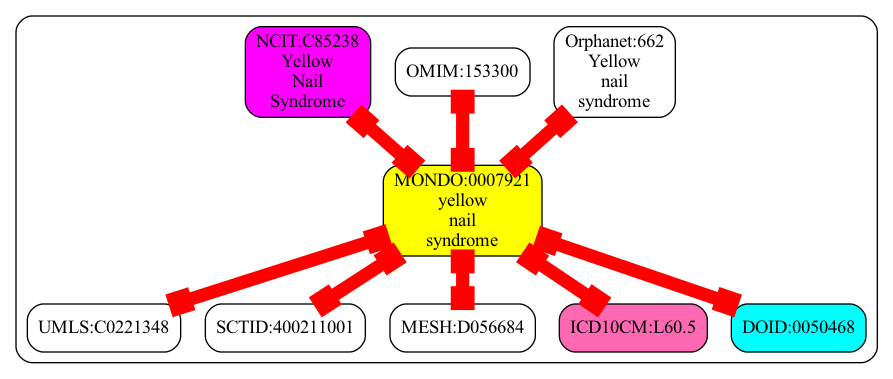 NCIT:C85238
Yellow
Nail
Syndrome
OMIM:153300
Orphanet:662
Yellow
nail
syndrome
MONDO:0007921
yellow
nail
syndrome
UMLS:C0221348
SCTID:400211001
MESH:D056684
ICD10CM:L60.5
DOID:0050468